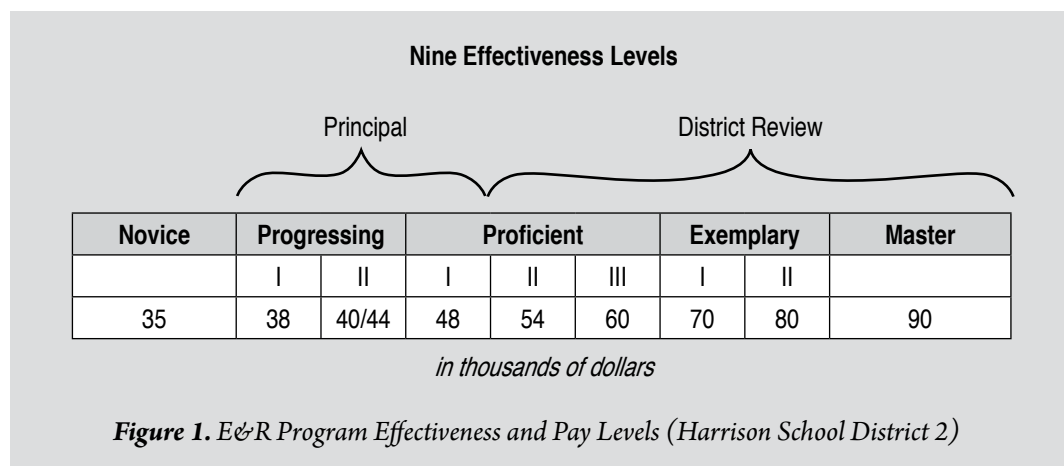 Nine Effectiveness Levels
Principal District Review
Novice Progressing Proficient Exemplary Master
I II I II III I II
35 38 40/44 48 54 60 70 80 90
in thousands of dollars
Figure 1. E&R Program Effectiveness and Pay Levels (Harrison School District 2)